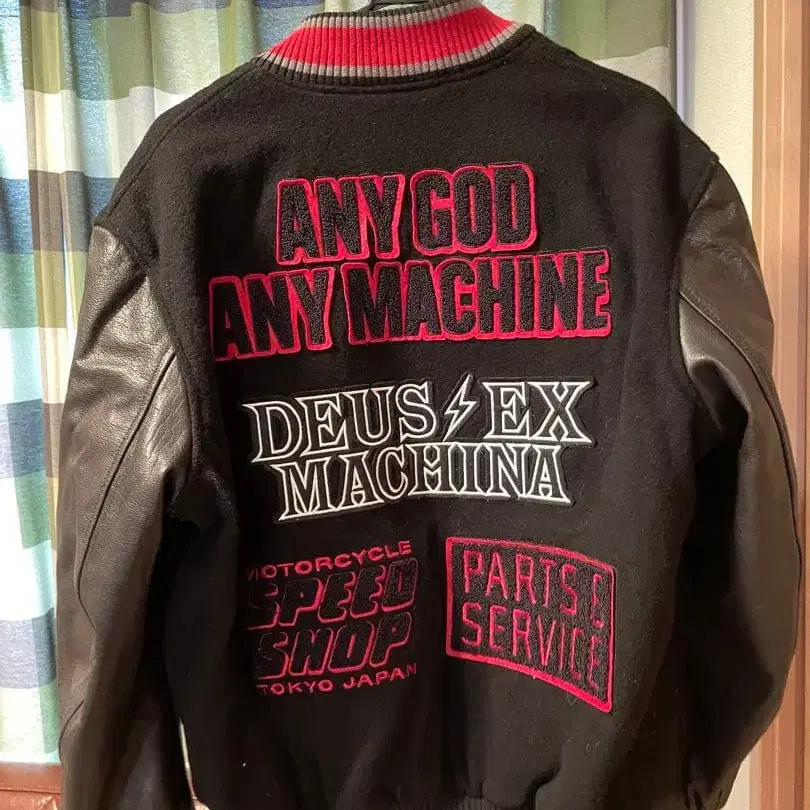 ANY GOD
ANY MACHINE
DEUS EX
MACHINA
MOTORCYCLE
SPEED
SHOP
TOKYO JAPAN
PARTS &
SERVICE